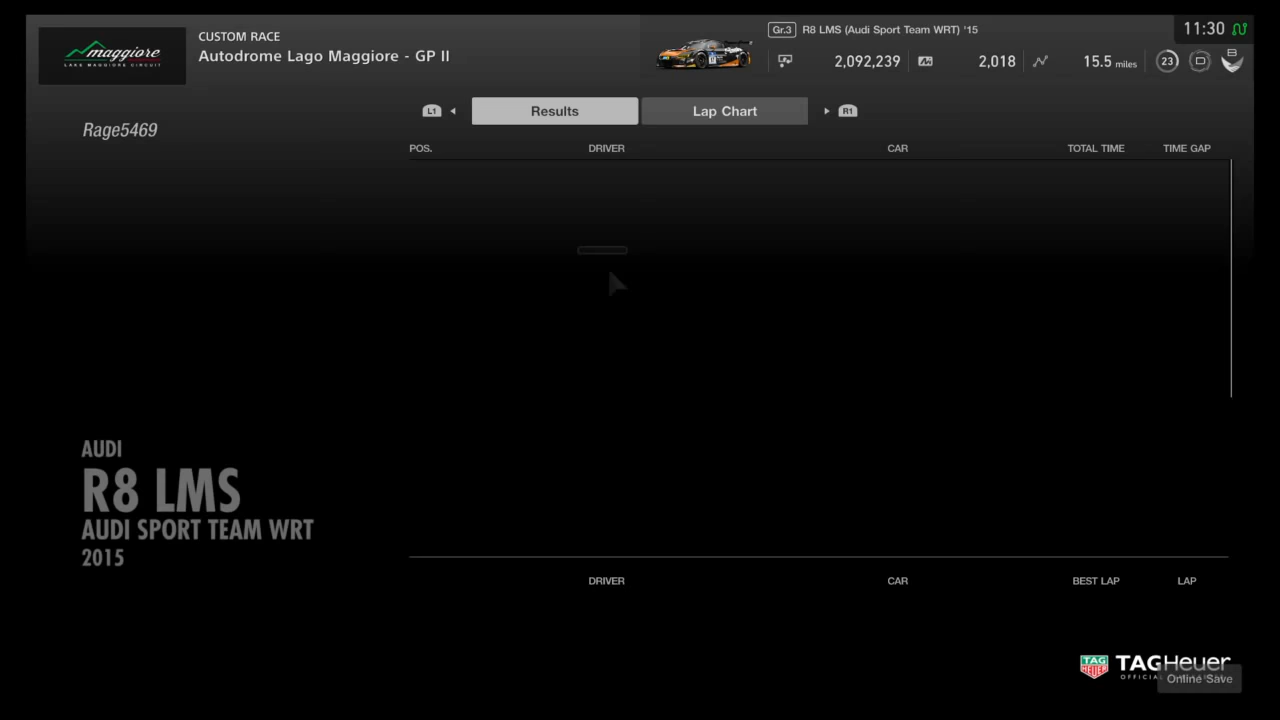 maggiore
LAKE MAGGIORE CIRCUIT
CUSTOM RACE
Autodrome Lago Maggiore - GP II
Gr.3 R8 LMS (Audi Sport Team WRT) '15
2,092,239 2,018 15.5 miles 23 B
11:30
L1 Results Lap Chart R1
Rage5469
POS. DRIVER CAR TOTAL TIME TIME GAP
AUDI
R8 LMS
AUDI SPORT TEAM WRT
2015
DRIVER CAR BEST LAP LAP
TAG HEUER TAGHeuer
Online Save